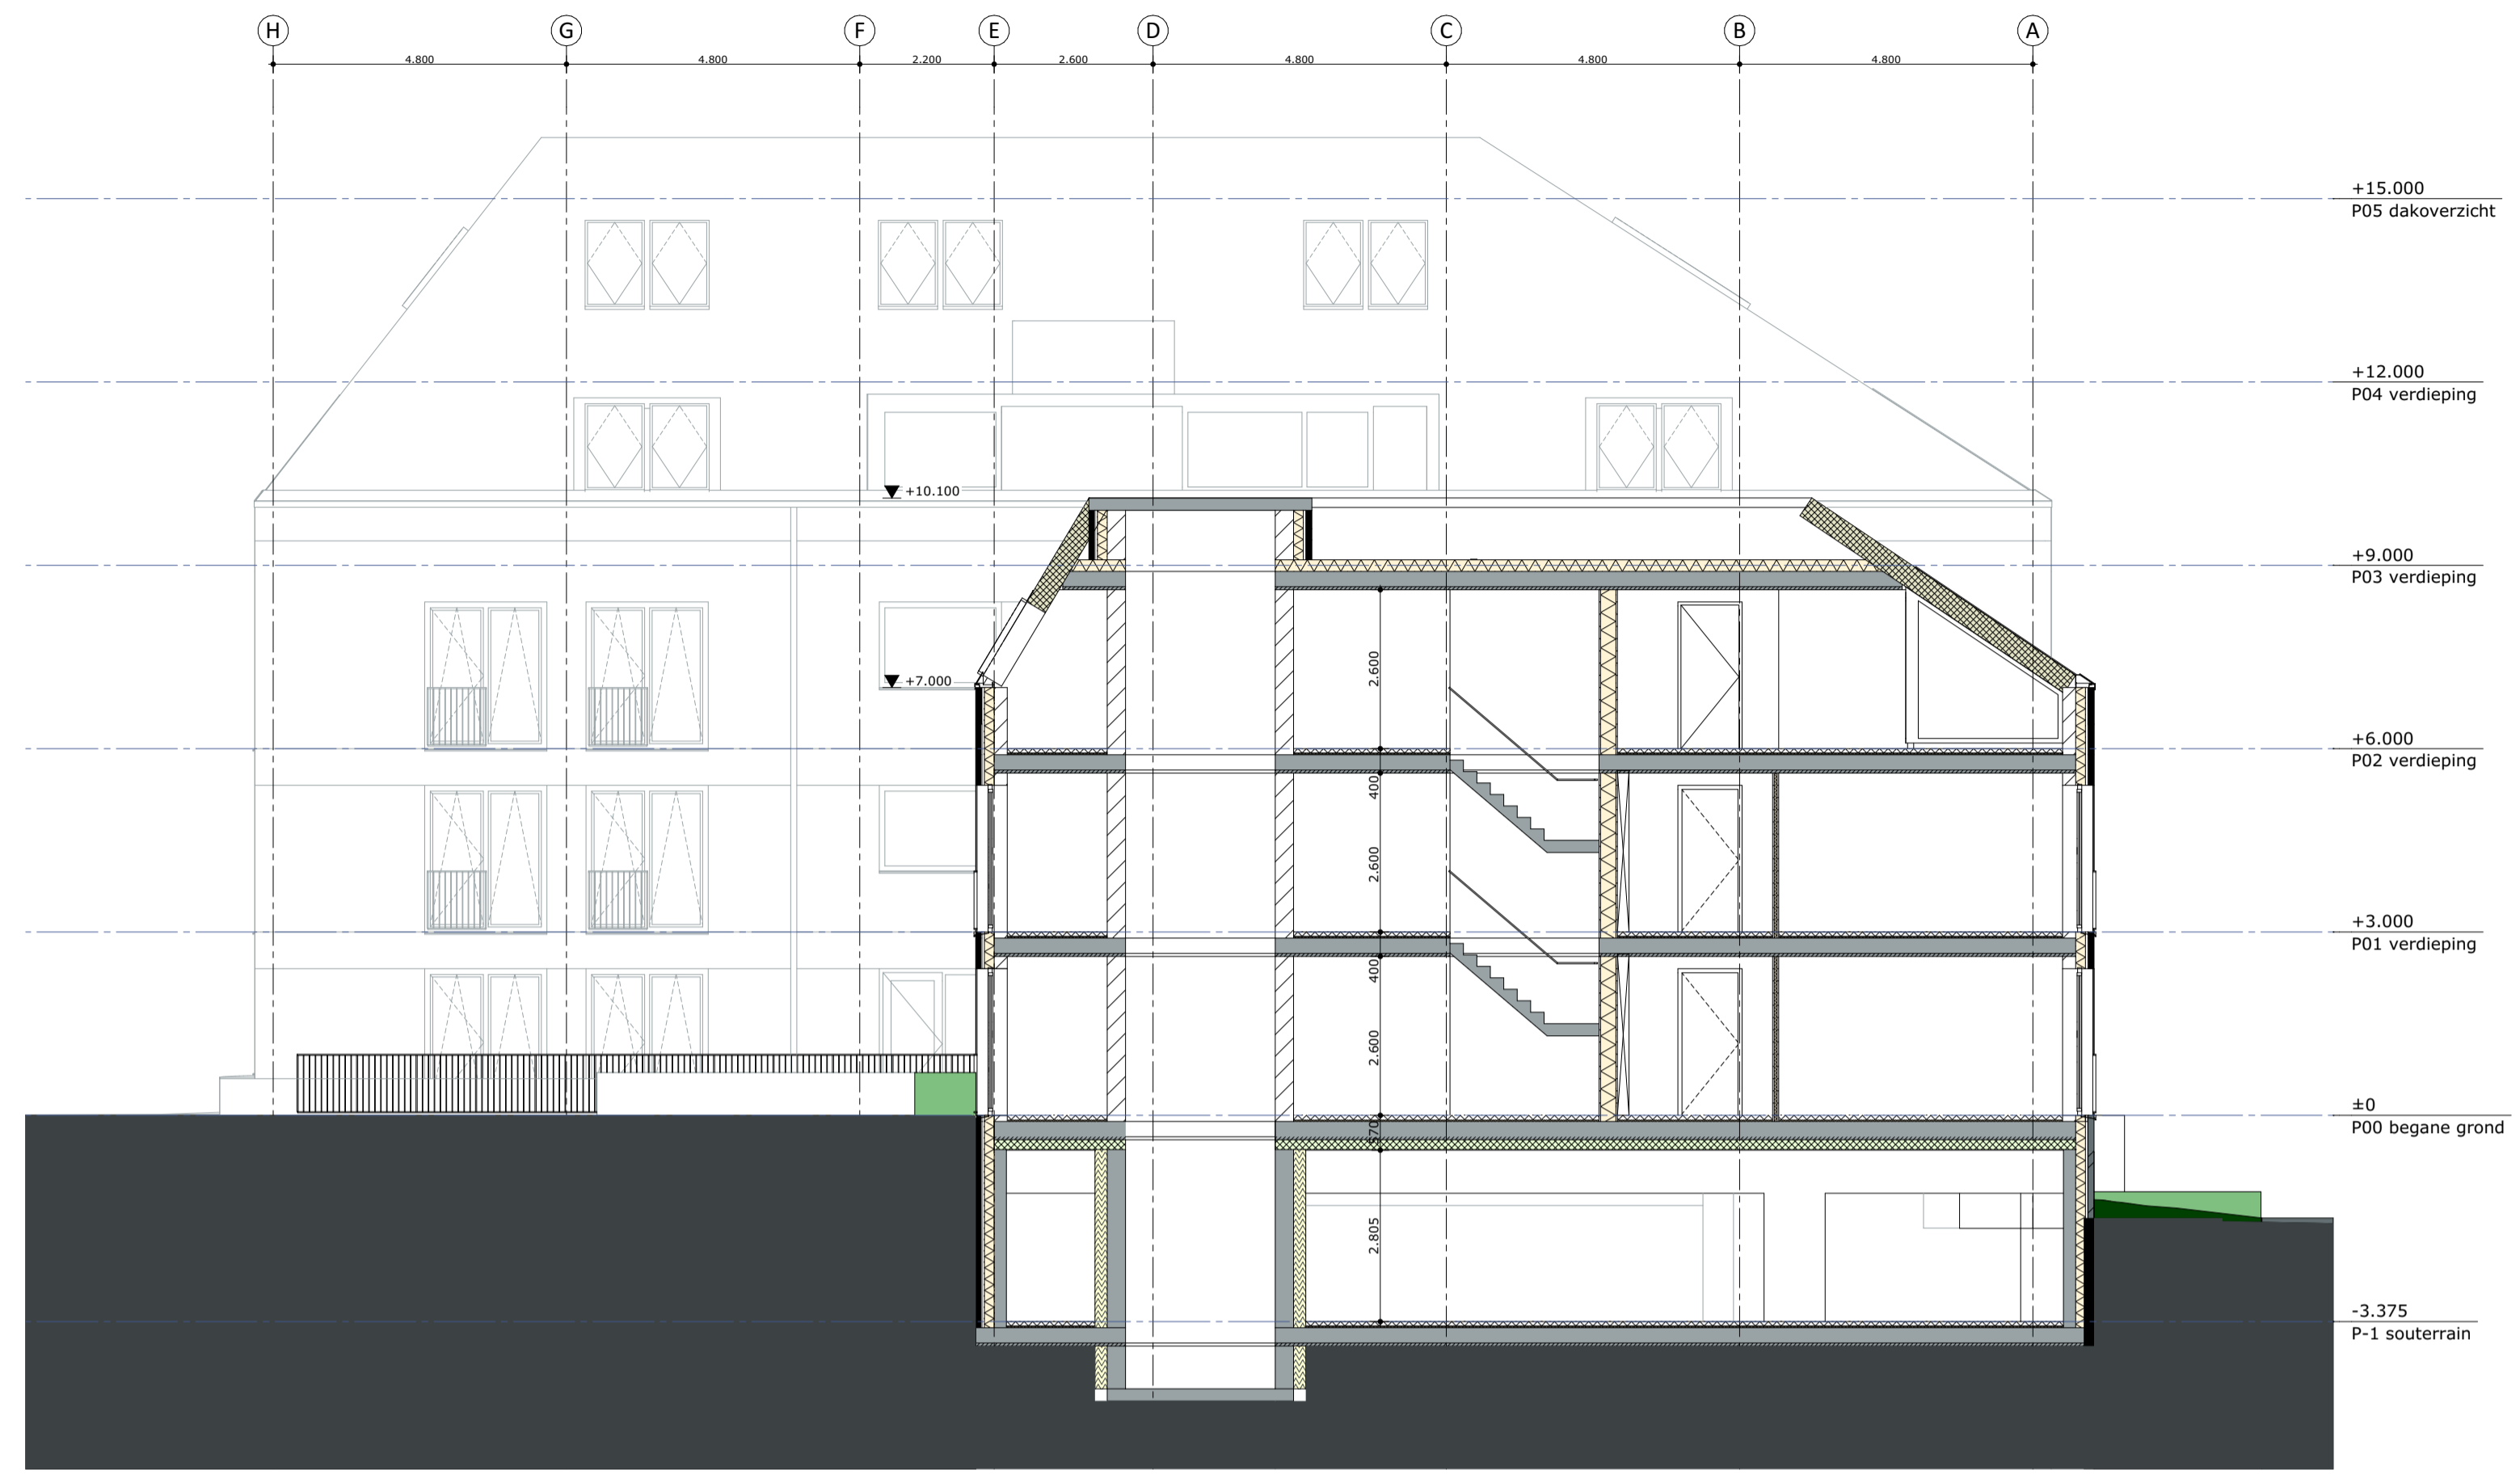 H G F E D C B A
4.800 4.800 2.200 2.600 4.800 4.800 4.800
+15.000
P05 dakoverzicht
+12.000
P04 verdieping
+10.100
+9.000
P03 verdieping
+7.000
2.600
+6.000
P02 verdieping
400
2.600
+3.000
P01 verdieping
400
2.600
±0
P00 begane grond
570
2.805
-3.375
P-1 souterrain